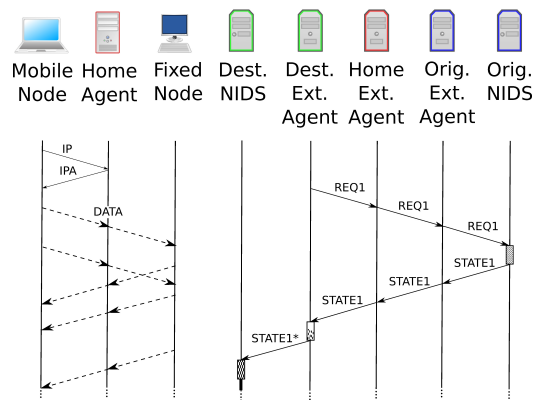 Mobile Node
Home Agent
Fixed Node
Dest. NIDS
Dest. Ext. Agent
Home Ext. Agent
Orig. Ext. Agent
Orig. NIDS
IP
IPA
DATA
REQ1
REQ1
REQ1
STATE1
STATE1
STATE1
STATE1*